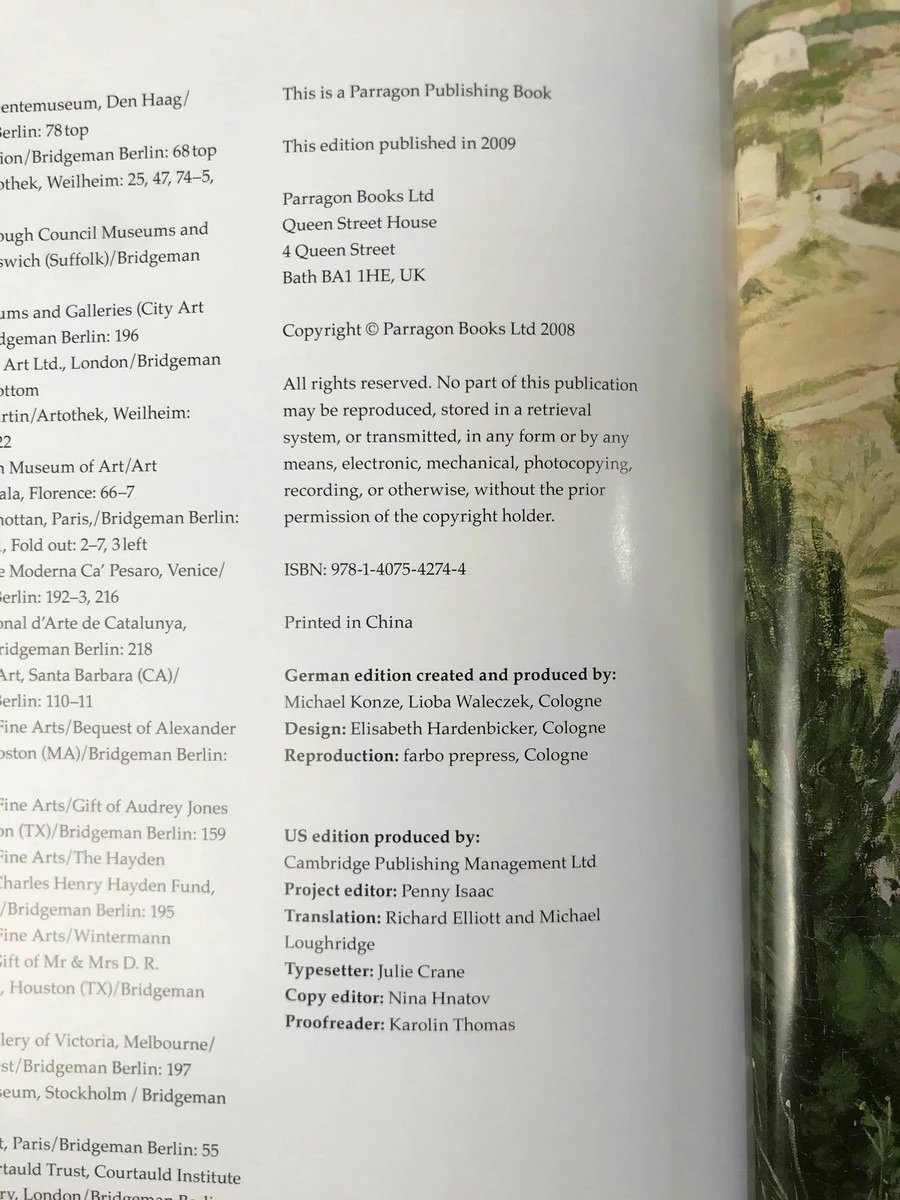 entemuseum, Den Haag/
Berlin: 78 top
ion/Bridgeman Berlin: 68 top
othek, Weilheim: 25, 47, 74–5,
ough Council Museums and
swich (Suffolk)/Bridgeman
ums and Galleries (City Art
dgeman Berlin: 196
Art Ltd., London/Bridgeman
ottom
artin/Artothek, Weilheim:
22
n Museum of Art/Art
ala, Florence: 66–7
nottan, Paris,/Bridgeman Berlin:
, Fold out: 2–7, 3 left
e Moderna Ca' Pesaro, Venice/
Berlin: 192–3, 216
onal d'Arte de Catalunya,
ridgeman Berlin: 218
Art, Santa Barbara (CA)/
Berlin: 110–11
Fine Arts/Bequest of Alexander
oston (MA)/Bridgeman Berlin:
Fine Arts/Gift of Audrey Jones
on (TX)/Bridgeman Berlin: 159
Fine Arts/The Hayden
Charles Henry Hayden Fund,
/Bridgeman Berlin: 195
Fine Arts/Wintermann
Gift of Mr & Mrs D. R.
, Houston (TX)/Bridgeman
llery of Victoria, Melbourne/
st/Bridgeman Berlin: 197
seum, Stockholm / Bridgeman
t, Paris/Bridgeman Berlin: 55
rtauld Trust, Courtauld Institute
ry, London/Bridgeman
This is a Parragon Publishing Book
This edition published in 2009
Parragon Books Ltd
Queen Street House
4 Queen Street
Bath BA1 1HE, UK
Copyright © Parragon Books Ltd 2008
All rights reserved. No part of this publication
may be reproduced, stored in a retrieval
system, or transmitted, in any form or by any
means, electronic, mechanical, photocopying,
recording, or otherwise, without the prior
permission of the copyright holder.
ISBN: 978-1-4075-4274-4
Printed in China
German edition created and produced by:
Michael Konze, Lioba Waleczek, Cologne
Design: Elisabeth Hardenbicker, Cologne
Reproduction: farbo prepress, Cologne
US edition produced by:
Cambridge Publishing Management Ltd
Project editor: Penny Isaac
Translation: Richard Elliott and Michael
Loughridge
Typesetter: Julie Crane
Copy editor: Nina Hnatov
Proofreader: Karolin Thomas